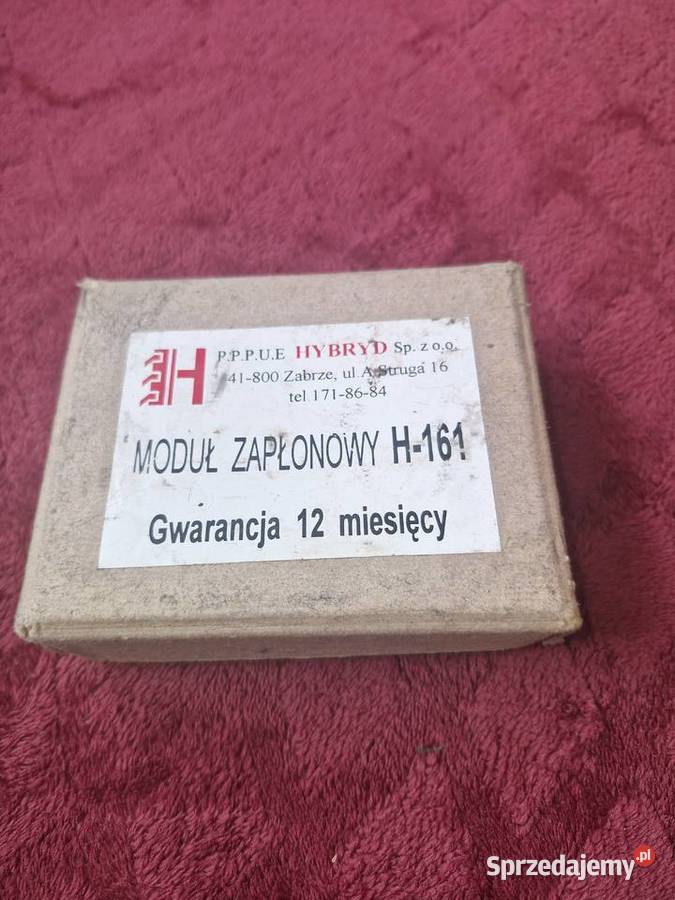 H P.P.P.U.E HYBRYD Sp. z o.o.
41-800 Zabrze, ul.A.Struga 16
tel 171-86-84
MODUŁ ZAPŁONOWY H-161
Gwarancja 12 miesięcy
Sprzedajemy.pl